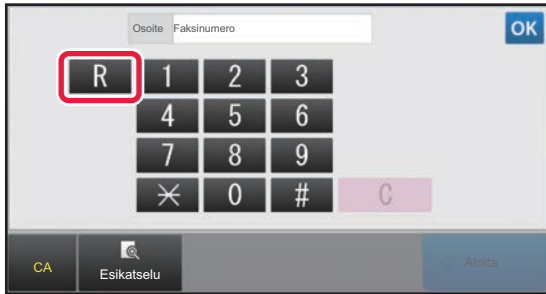 Osoite Faksinumero OK
R 1 2 3
4 5 6
7 8 9
* 0 # C
CA Esikatselu Aloita